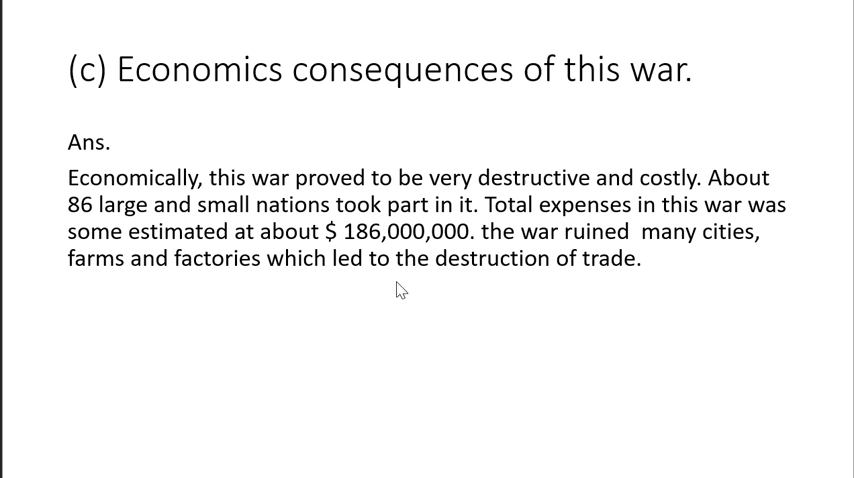 (c) Economics consequences of this war.
Ans.
Economically, this war proved to be very destructive and costly. About
86 large and small nations took part in it. Total expenses in this war was
some estimated at about $ 186,000,000. the war ruined  many cities,
farms and factories which led to the destruction of trade.